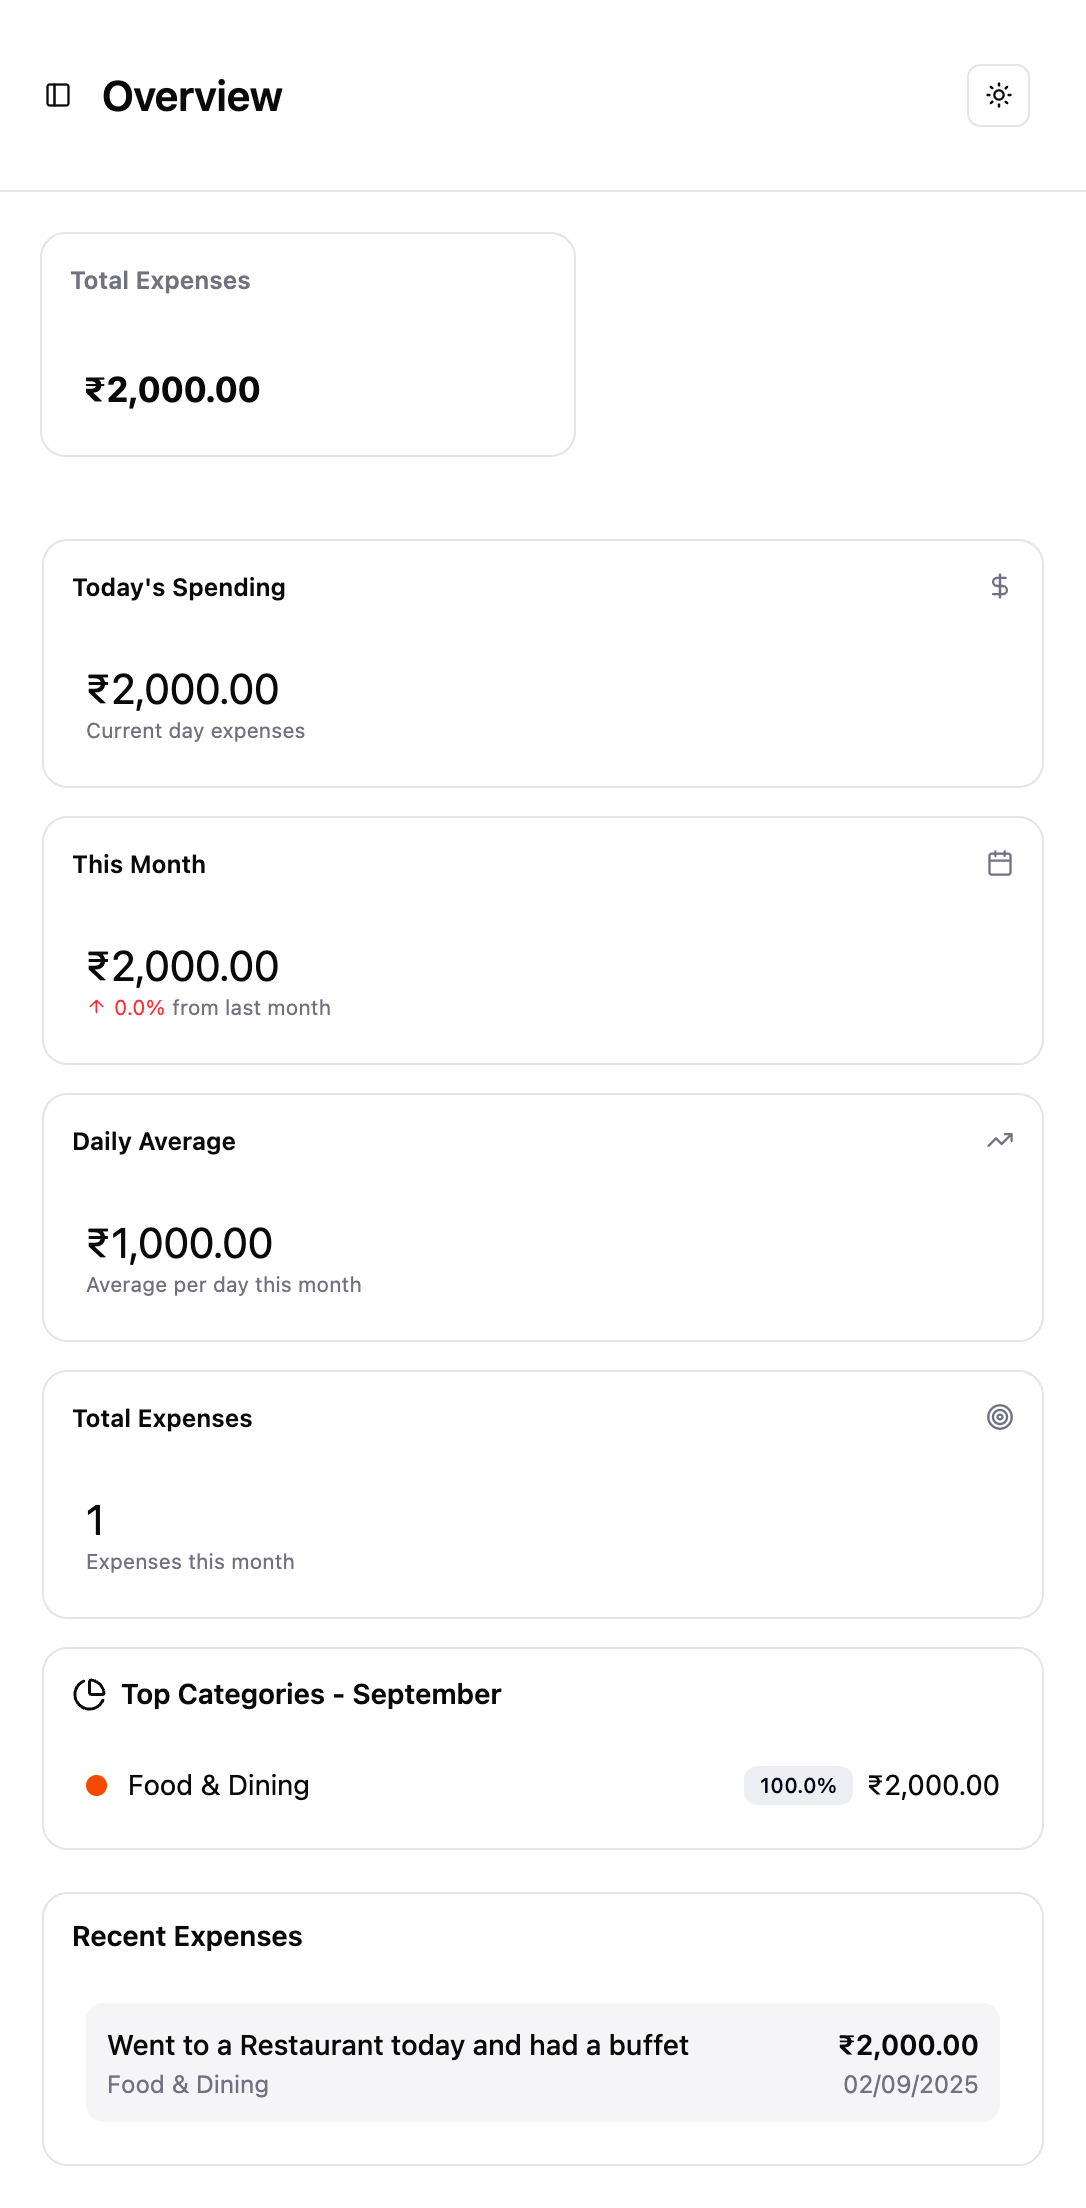 Overview
Total Expenses
₹2,000.00
Today's Spending
₹2,000.00
Current day expenses
This Month
₹2,000.00
↑ 0.0% from last month
Daily Average
₹1,000.00
Average per day this month
Total Expenses
1
Expenses this month
Top Categories - September
Food & Dining 100.0% ₹2,000.00
Recent Expenses
Went to a Restaurant today and had a buffet ₹2,000.00
Food & Dining 02/09/2025